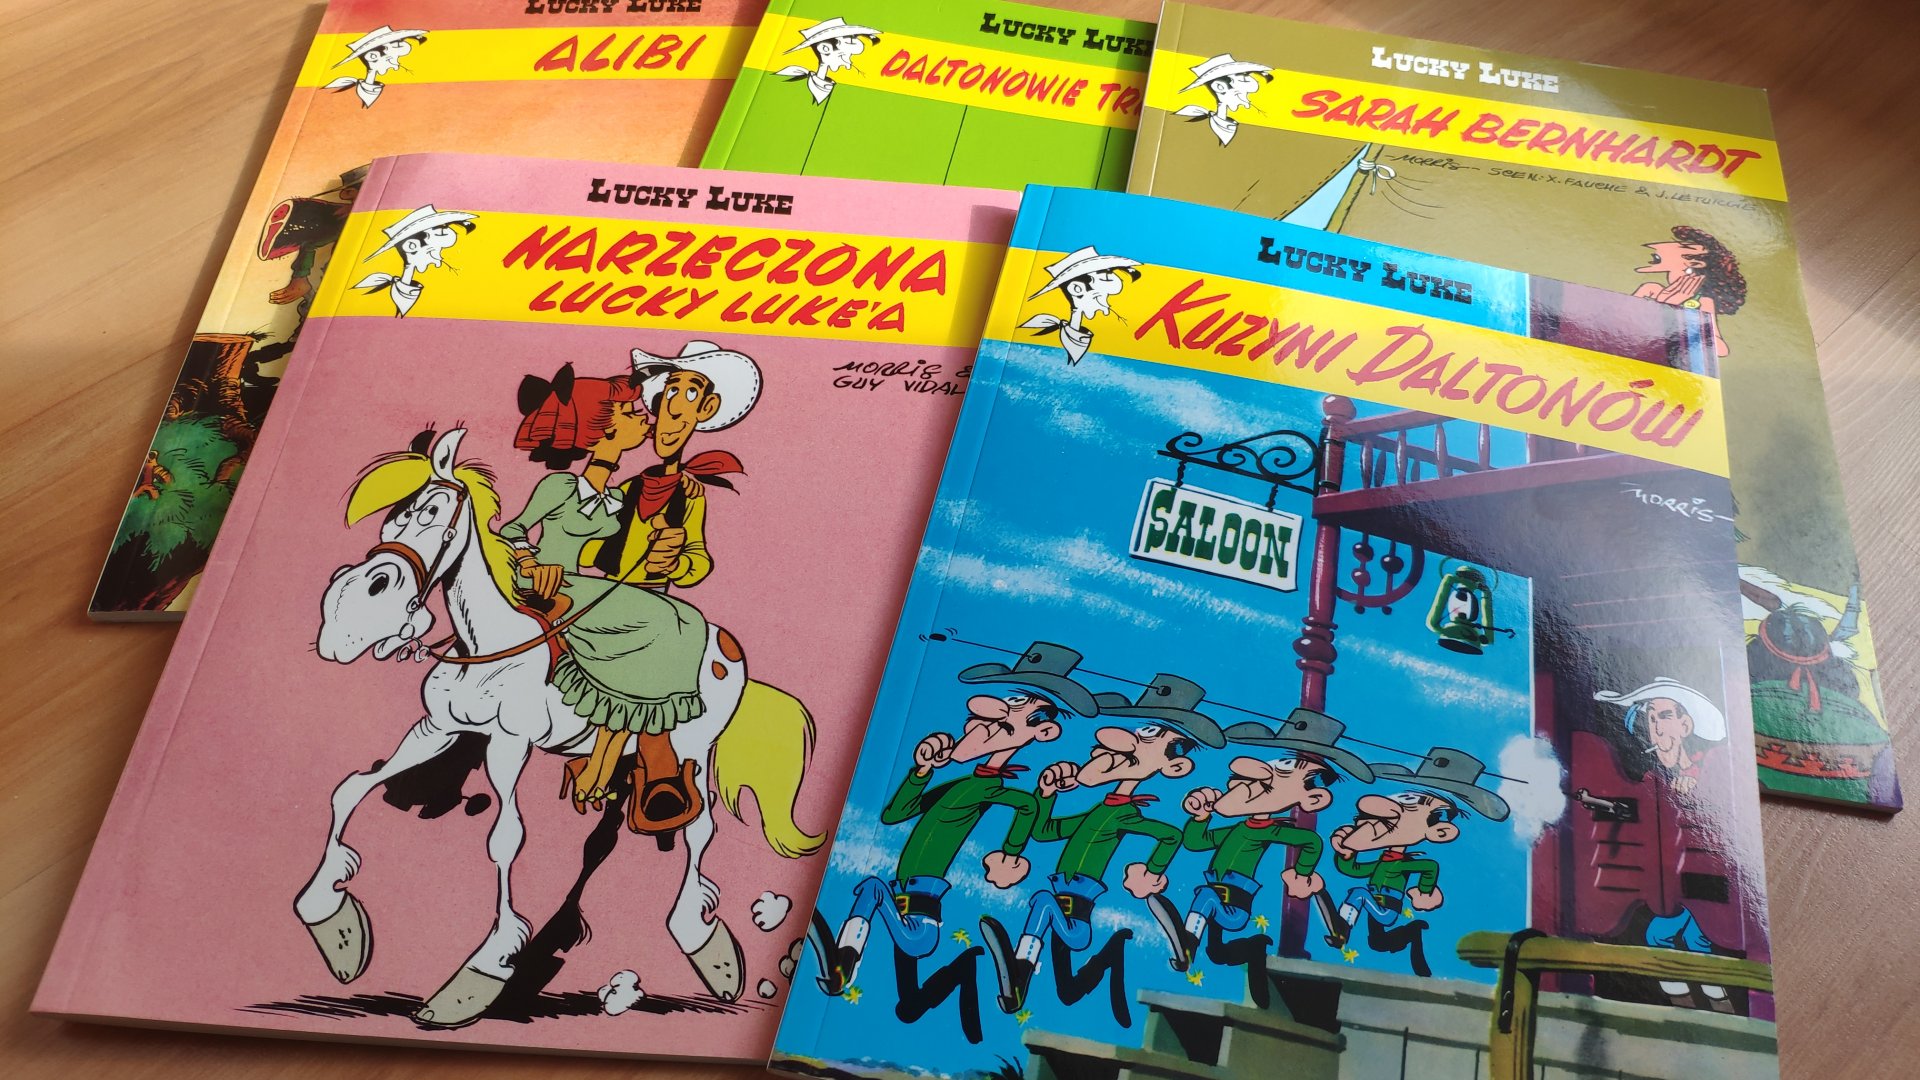 LUCKY LUKE
ALIBI
LUCKY LUKE
DALTONOWIE
LUCKY LUKE
SARAH BERNHARDT
MORRIS SCEN: X. FAUCHE & J. LETURGIE
LUCKY LUKE
NARZECZONA
LUCKY LUKE'A
MORRIS &
GUY VIDAL
LUCKY LUKE
KUZYNI DALTONÓW
MORRIS
SALOON